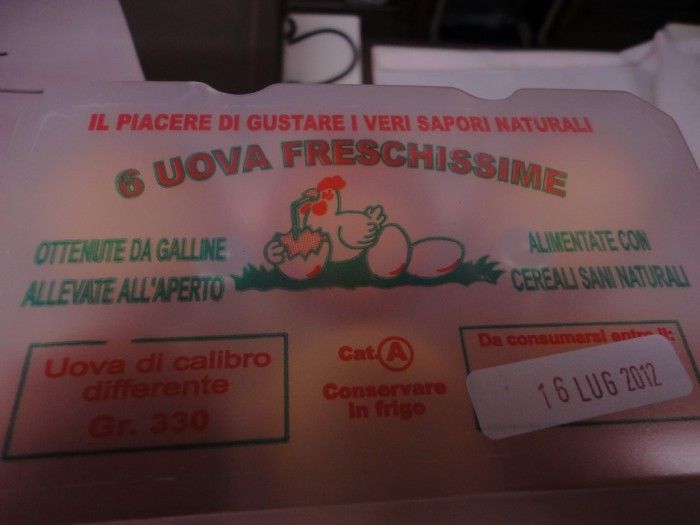 IL PIACERE DI GUSTARE I VERI SAPORI NATURALI
6 UOVA FRESCHISSIME
OTTENUTE DA GALLINE
ALLEVATE ALL'APERTO
ALIMENTATE CON
CEREALI SANI NATURALI
Uova di calibro
differente
Gr. 330
Cat. A
Conservare
in frigo
Da consumarsi entro il:
16 LUG 2012